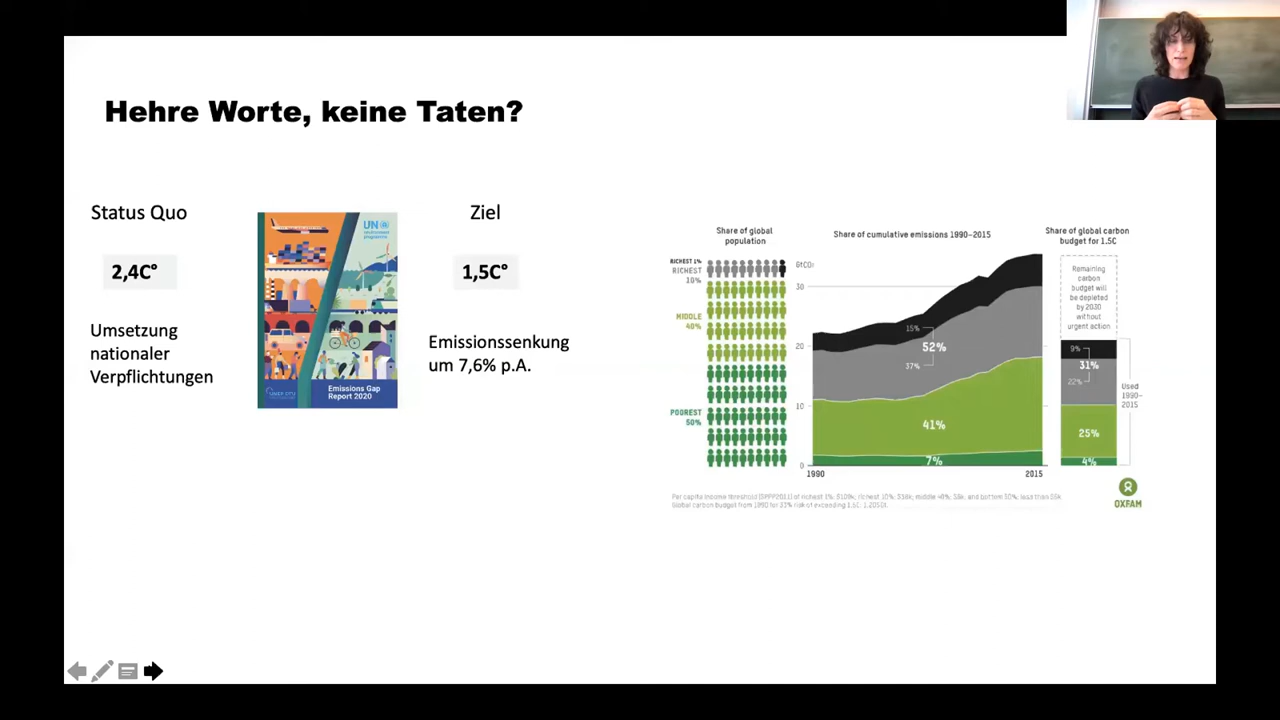 Hehre Worte, keine Taten?
Status Quo
2,4C°
Umsetzung
nationaler
Verpflichtungen
UN
environment
programme
Emissions Gap
Report 2020
Ziel
1,5C°
Emissionssenkung
um 7,6% p.A.
Share of global
population
RICHEST 1%
RICHEST
10%
MIDDLE
40%
POOREST
50%
Share of cumulative emissions 1990–2015
GtCO₂
30
20
10
0
15%
52%
37%
41%
7%
1990
2015
Share of global carbon
budget for 1.5C
Remaining
carbon
budget will
be depleted
by 2030
without
urgent action
9%
31%
22%
25%
4%
Used
1990–
2015
OXFAM